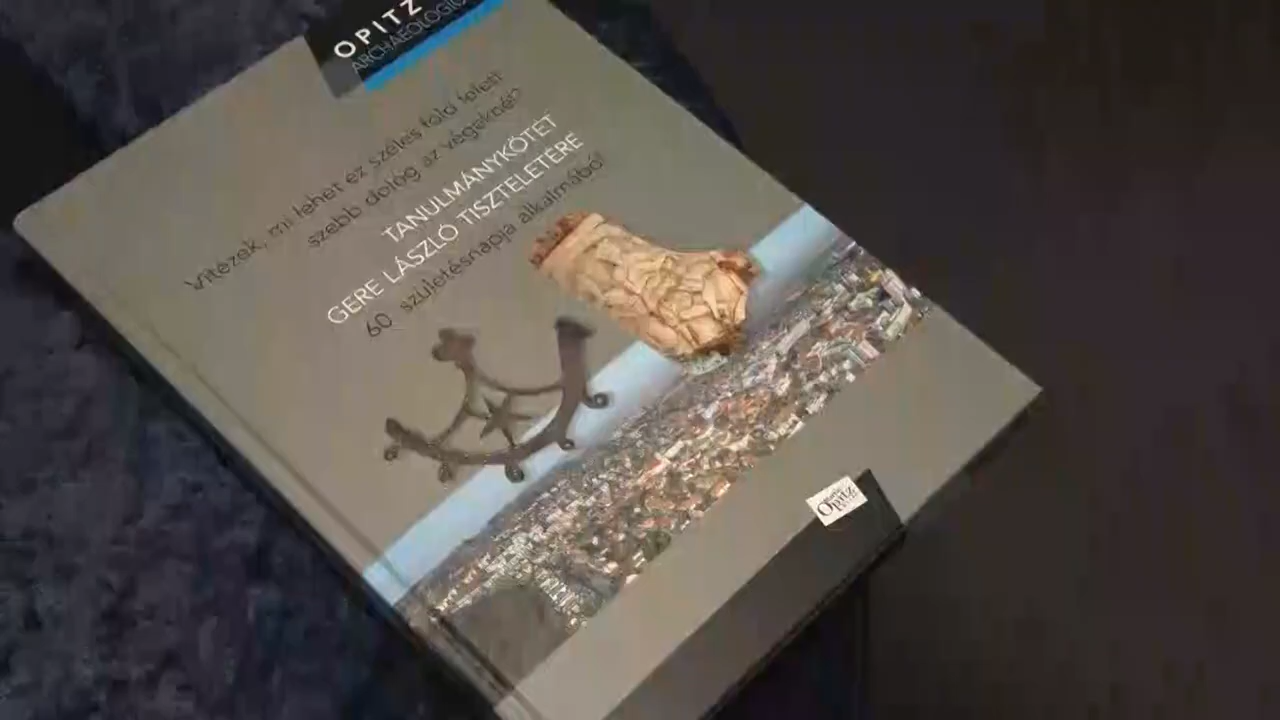 OPITZ
ARCHAEOLOGICA
Vitézek, mi lehet ez széles föld felett
szebb dolog az végeknél?
TANULMÁNYKÖTET
GERE LÁSZLÓ TISZTELETÉRE
60. születésnapja alkalmából
Opitz